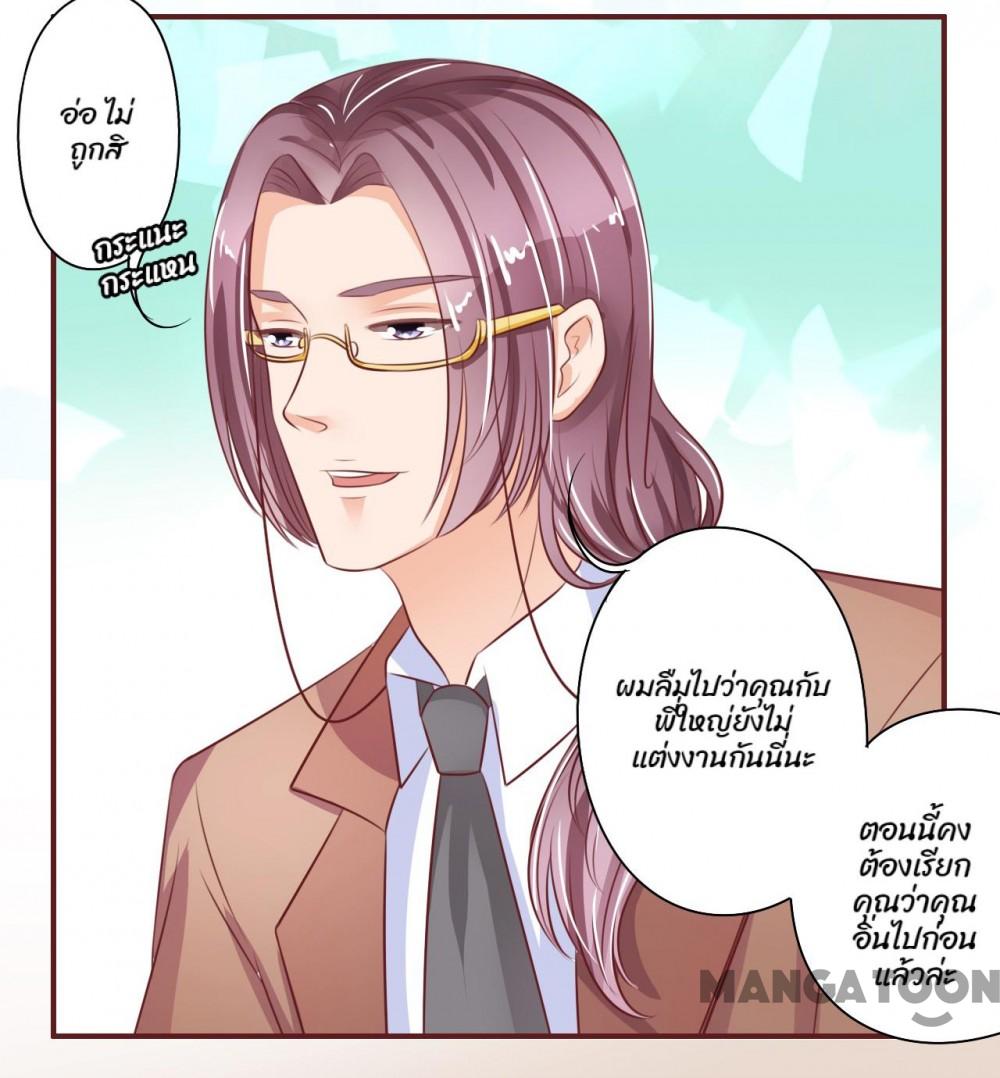 อ่อ ไม่
ถูกสิ
กระแนะ
กระแหน
ผมลืมไปว่าคุณกับ
พี่ใหญ่ยังไม่
แต่งงานกันนี่นะ
ตอนนี้คง
ต้องเรียก
คุณว่าคุณ
อิ่นไปก่อน
แล้วล่ะ
MANGATOON